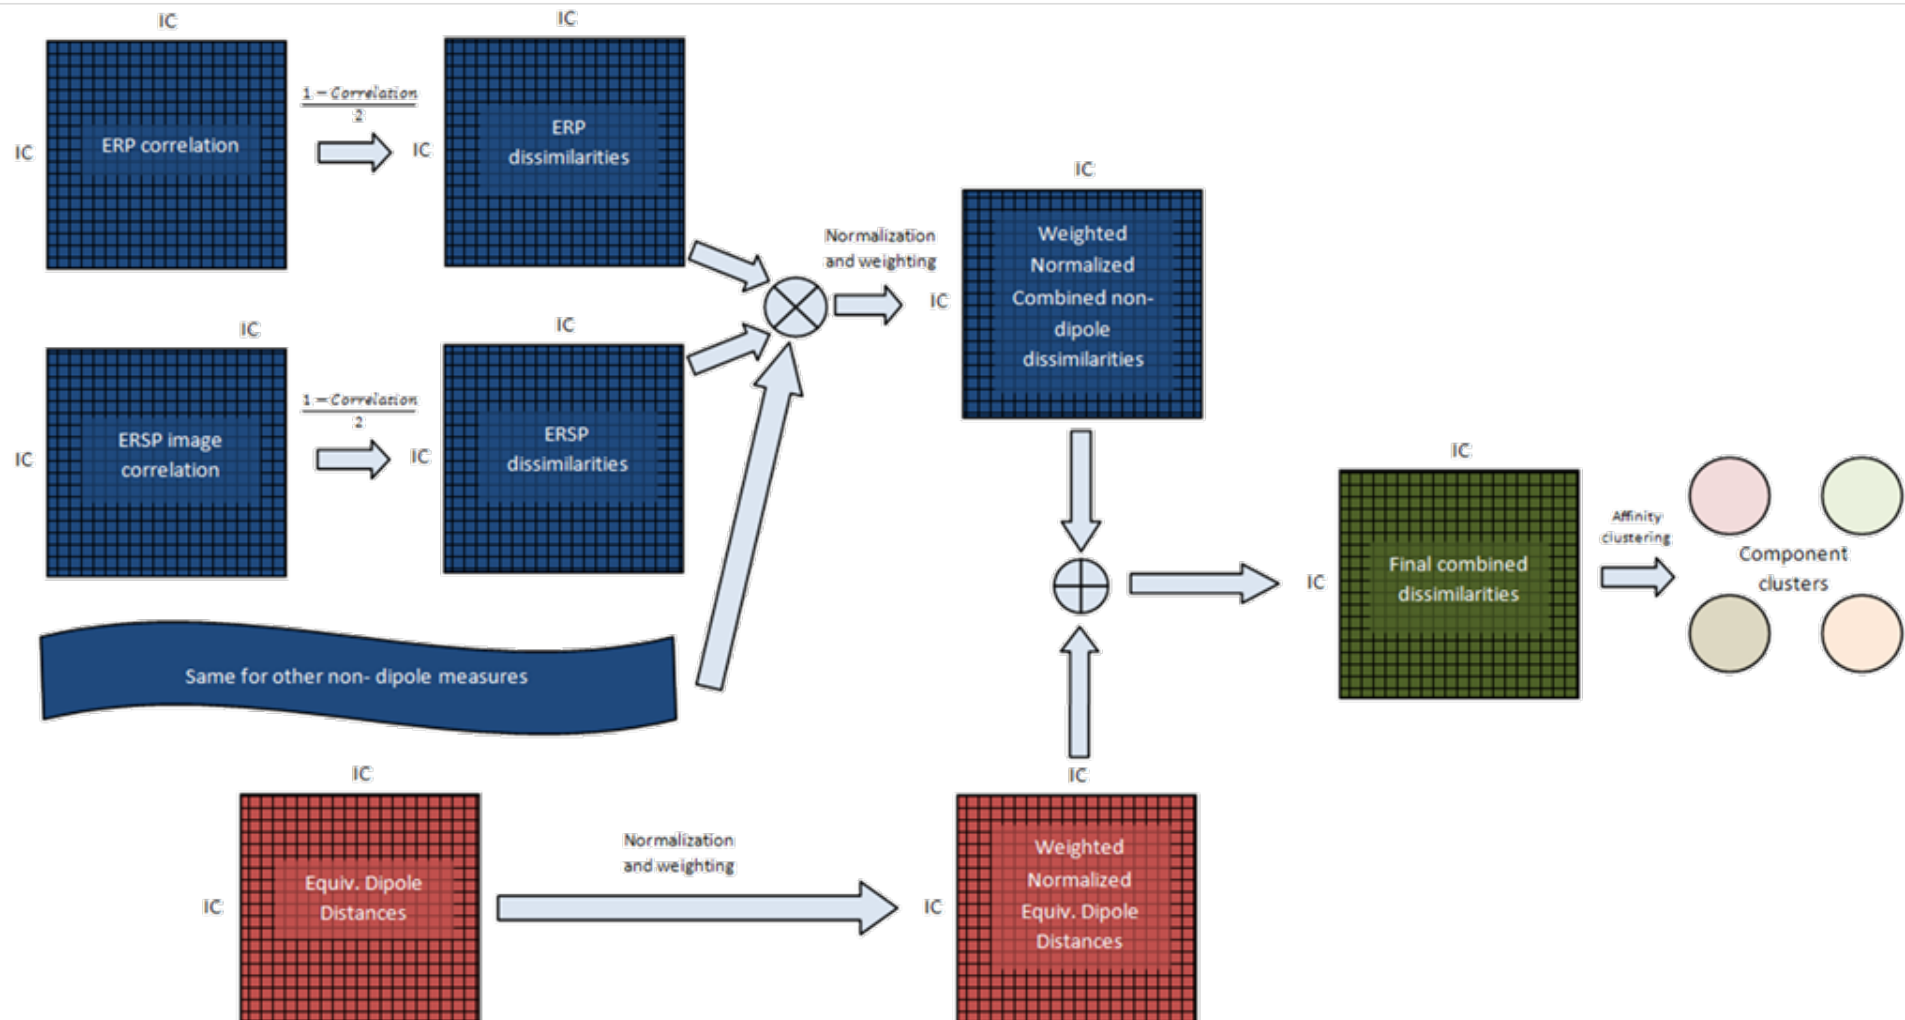 IC
IC
1 - Correlation
2
IC
ERP correlation
IC
ERP
dissimilarities
IC
IC
1 - Correlation
2
IC
ERSP image
correlation
IC
ERSP
dissimilarities
Same for other non- dipole measures
Normalization
and weighting
IC
IC
Weighted
Normalized
Combined non-
dipole
dissimilarities
IC
IC
Equiv. Dipole
Distances
Normalization
and weighting
IC
IC
Weighted
Normalized
Equiv. Dipole
Distances
IC
IC
Final combined
dissimilarities
Affinity
clustering
Component
clusters